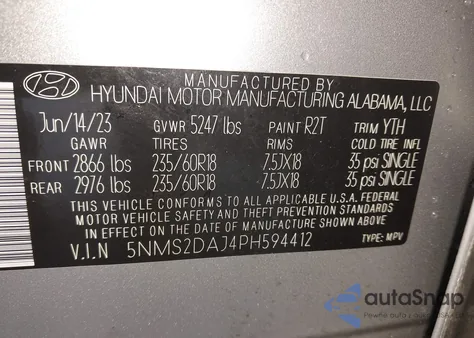 MANUFACTURED BY
HYUNDAI MOTOR MANUFACTURING ALABAMA, LLC
Jun/14/23 GVWR 5247 lbs PAINT R2T TRIM YTH
GAWR TIRES RIMS COLD TIRE INFL
FRONT 2866 lbs 235/60R18 7.5JX18 35 psi SINGLE
REAR 2976 lbs 235/60R18 7.5JX18 35 psi SINGLE
THIS VEHICLE CONFORMS TO ALL APPLICABLE U.S.A. FEDERAL
MOTOR VEHICLE SAFETY AND THEFT PREVENTION STANDARDS
IN EFFECT ON THE DATE OF MANUFACTURE SHOWN ABOVE
V.I.N 5NMS2DAJ4PH594412 TYPE: MPV
autoSnap
Pewne auto z USA